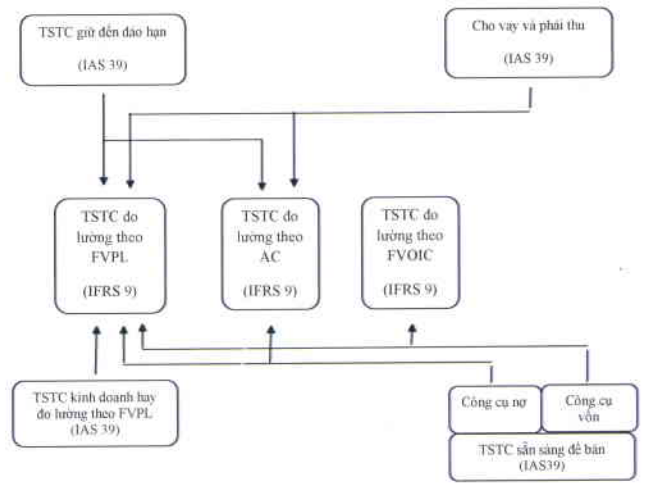 TSTC giữ đến đáo hạn
(IAS 39)
Cho vay và phải thu
(IAS 39)
TSTC đo
lường theo
FVPL
(IFRS 9)
TSTC đo
lường theo
AC
(IFRS 9)
TSTC đo
lường theo
FVOIC
(IFRS 9)
TSTC kinh doanh hay
đo lường theo FVPL
(IAS 39)
Công cụ nợ
Công cụ
vốn
TSTC sẵn sàng để bán
(IAS39)